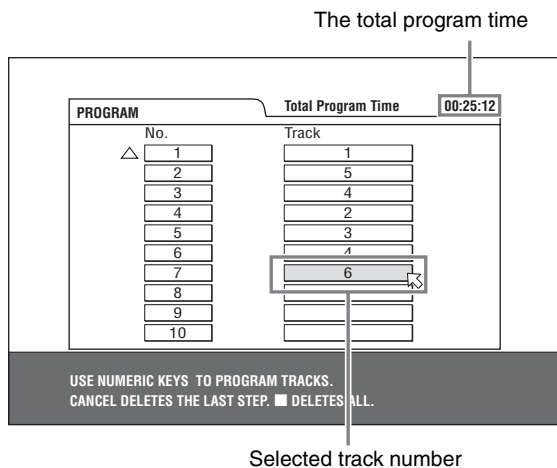 The total program time
PROGRAM Total Program Time 00:25:12
No. Track
1 1
2 5
3 4
4 2
5 3
6 4
7 6
8
9
10
USE NUMERIC KEYS TO PROGRAM TRACKS.
CANCEL DELETES THE LAST STEP. ■ DELETES ALL.
Selected track number